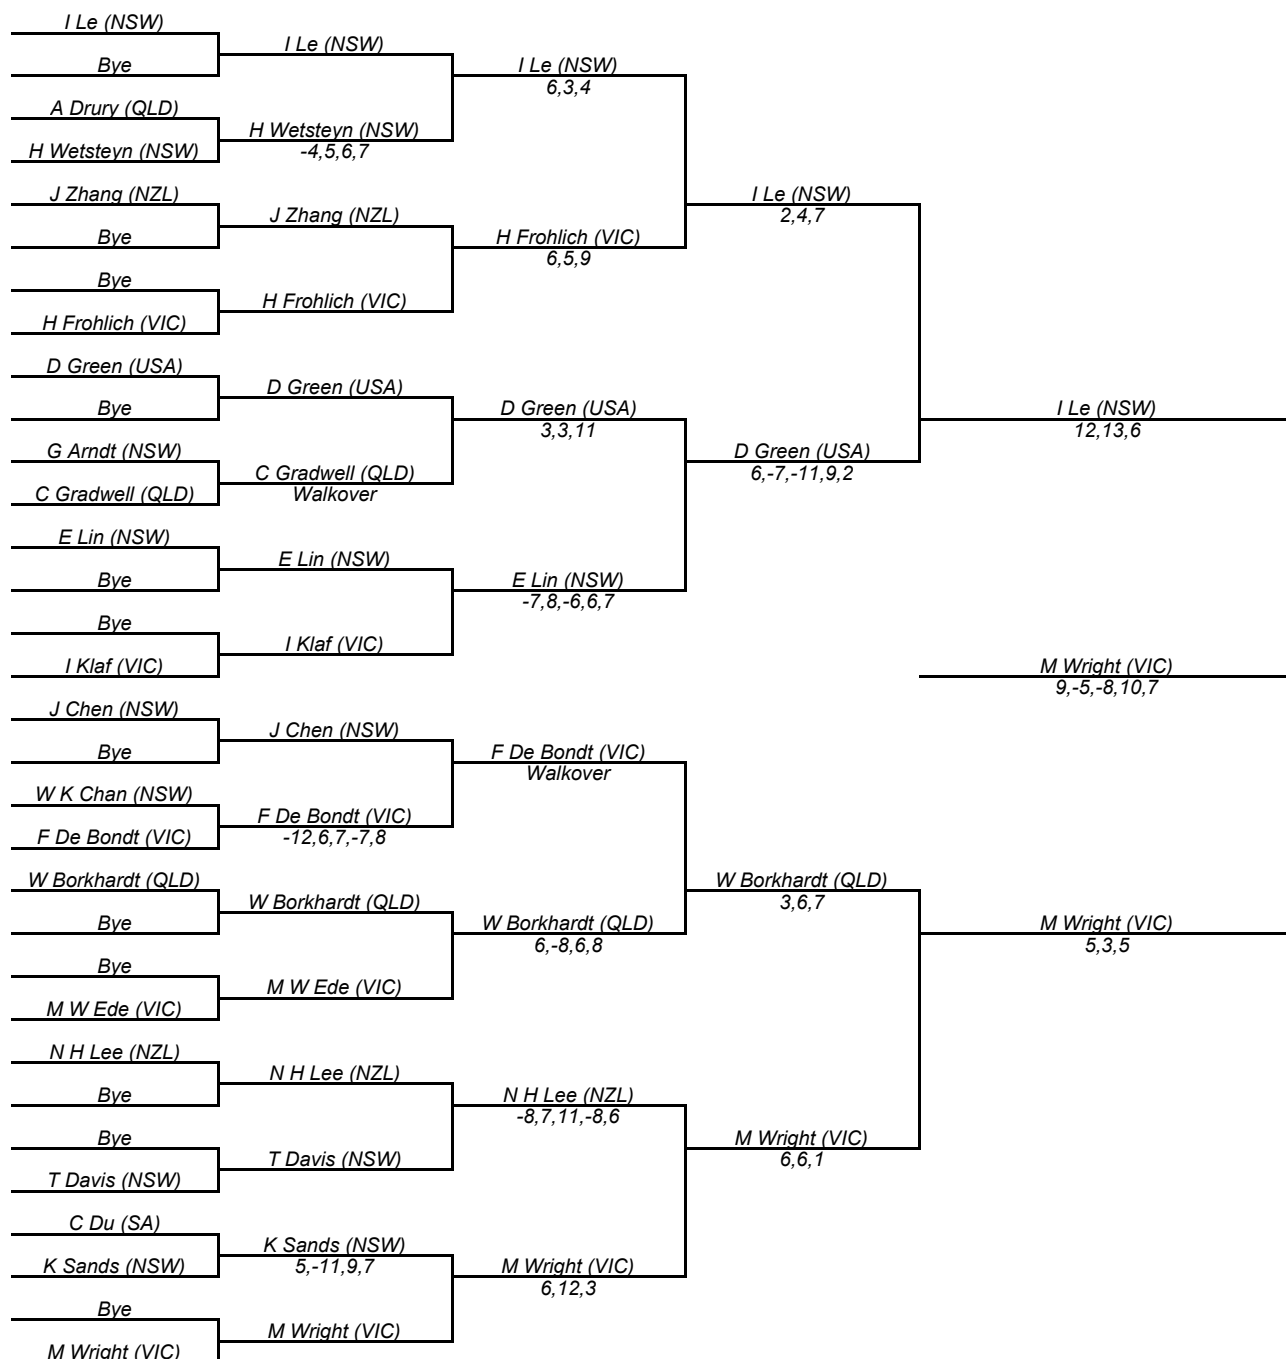 I Le (NSW)
Bye
A Drury (QLD)
H Wetsteyn (NSW)
J Zhang (NZL)
Bye
Bye
H Frohlich (VIC)
D Green (USA)
Bye
G Arndt (NSW)
C Gradwell (QLD)
E Lin (NSW)
Bye
Bye
I Klaf (VIC)
J Chen (NSW)
Bye
W K Chan (NSW)
F De Bondt (VIC)
W Borkhardt (QLD)
Bye
Bye
M W Ede (VIC)
N H Lee (NZL)
Bye
Bye
T Davis (NSW)
C Du (SA)
K Sands (NSW)
Bye
M Wright (VIC)
I Le (NSW)
H Wetsteyn (NSW)
-4,5,6,7
J Zhang (NZL)
H Frohlich (VIC)
D Green (USA)
C Gradwell (QLD)
Walkover
E Lin (NSW)
I Klaf (VIC)
J Chen (NSW)
F De Bondt (VIC)
-12,6,7,-7,8
W Borkhardt (QLD)
M W Ede (VIC)
N H Lee (NZL)
T Davis (NSW)
K Sands (NSW)
5,-11,9,7
M Wright (VIC)
I Le (NSW)
6,3,4
H Frohlich (VIC)
6,5,9
D Green (USA)
3,3,11
E Lin (NSW)
-7,8,-6,6,7
F De Bondt (VIC)
Walkover
W Borkhardt (QLD)
6,-8,6,8
N H Lee (NZL)
-8,7,11,-8,6
M Wright (VIC)
6,12,3
I Le (NSW)
2,4,7
D Green (USA)
6,-7,-11,9,2
W Borkhardt (QLD)
3,6,7
M Wright (VIC)
6,6,1
I Le (NSW)
12,13,6
M Wright (VIC)
9,-5,-8,10,7
M Wright (VIC)
5,3,5